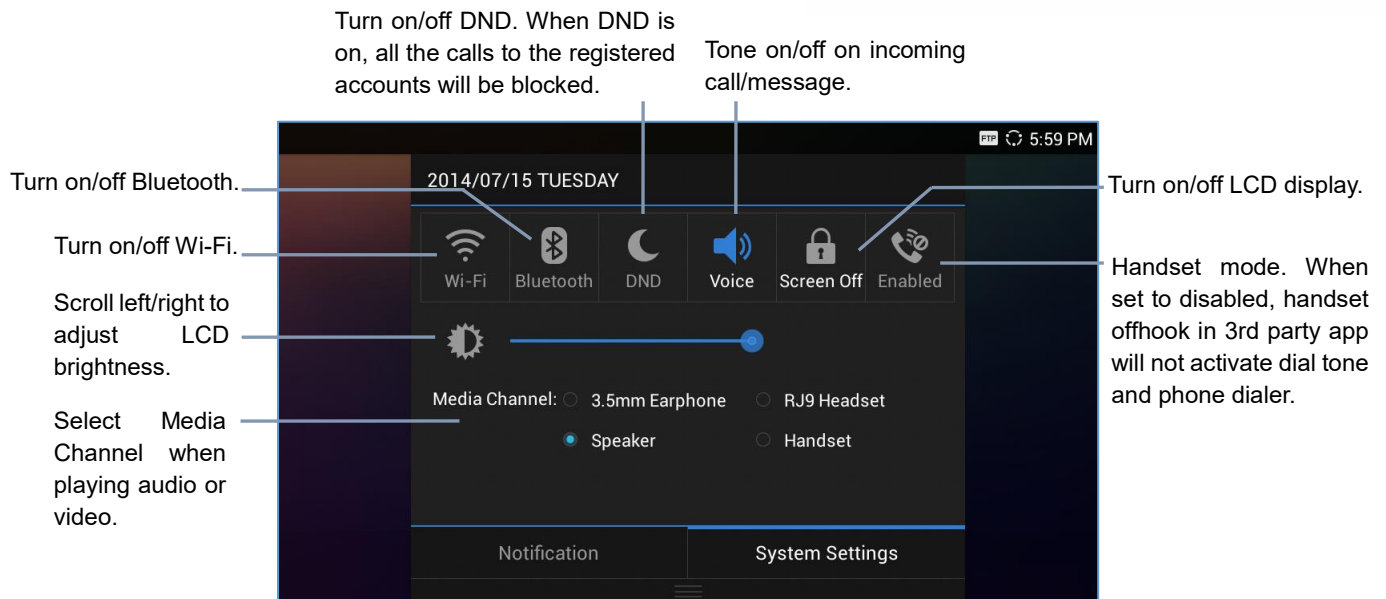 Turn on/off DND. When DND is
on, all the calls to the registered
accounts will be blocked.
Tone on/off on incoming
call/message.
FTP 5:59 PM
Turn on/off Bluetooth.
2014/07/15 TUESDAY
Turn on/off LCD display.
Turn on/off Wi-Fi.
Wi-Fi Bluetooth DND Voice Screen Off Enabled
Handset mode. When
set to disabled, handset
offhook in 3rd party app
will not activate dial tone
and phone dialer.
Scroll left/right to
adjust LCD
brightness.
Media Channel: 3.5mm Earphone RJ9 Headset
Speaker Handset
Select Media
Channel when
playing audio or
video.
Notification System Settings